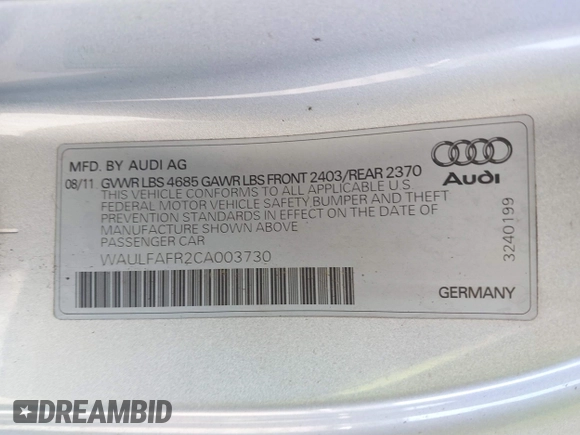 MFD. BY AUDI AG
08/11 GVWR LBS 4685 GAWR LBS FRONT 2403/REAR 2370
THIS VEHICLE CONFORMS TO ALL APPLICABLE U.S
FEDERAL MOTOR VEHICLE SAFETY,BUMPER AND THEFT
PREVENTION STANDARDS IN EFFECT ON THE DATE OF
MANUFACTURE SHOWN ABOVE
PASSENGER CAR
WAULFAFR2CA003730
Audi
3240199
GERMANY
DREAMBID